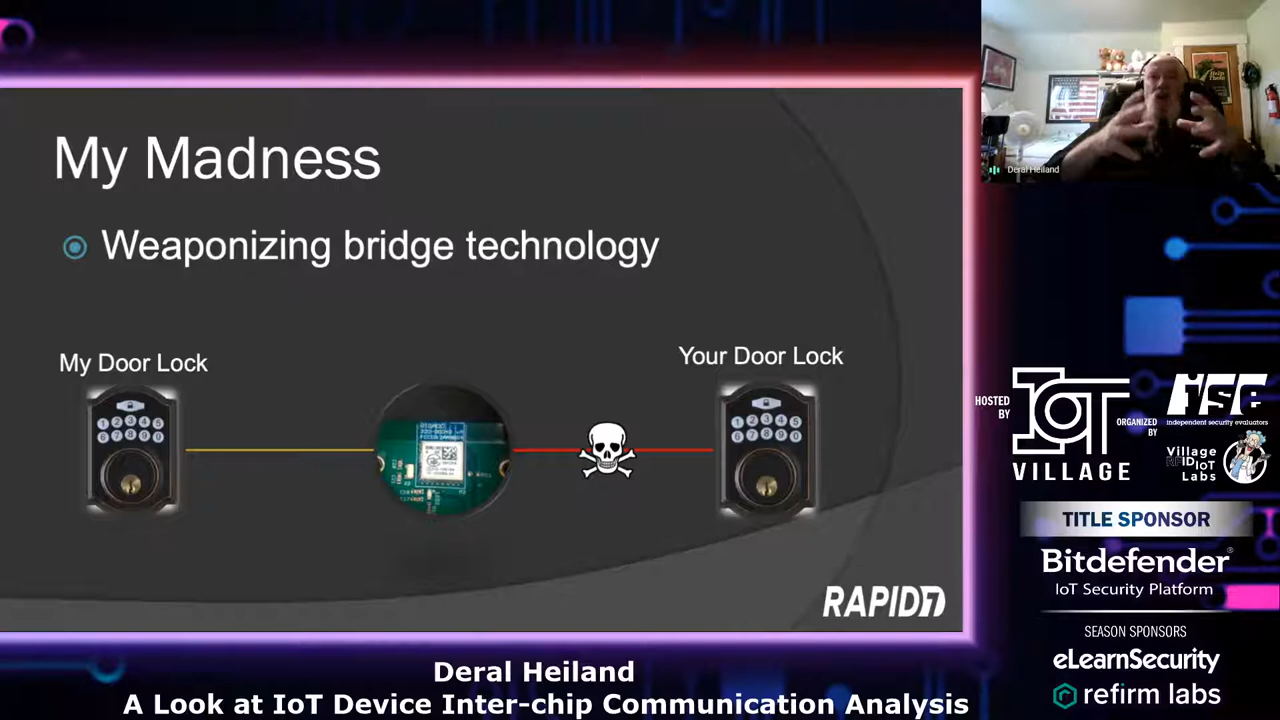 My Madness
Weaponizing bridge technology
My Door Lock
Your Door Lock
RAPID7
Deral Heiland
HOSTED BY
IOT
VILLAGE
ORGANIZED BY
ISE
independent security evaluators
Village
IoT
Labs
TITLE SPONSOR
Bitdefender®
IoT Security Platform
SEASON SPONSORS
eLearnSecurity
refirm labs
Deral Heiland
A Look at IoT Device Inter-chip Communication Analysis